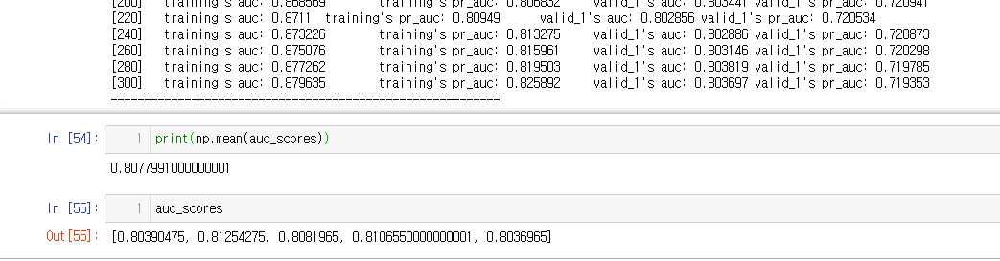 [200] training's auc: 0.868569 training's pr_auc: 0.806832 valid_1's auc: 0.803441 valid_1's pr_auc: 0.720941
[220] training's auc: 0.8711 training's pr_auc: 0.80949 valid_1's auc: 0.802856 valid_1's pr_auc: 0.720534
[240] training's auc: 0.873226 training's pr_auc: 0.813275 valid_1's auc: 0.802886 valid_1's pr_auc: 0.720873
[260] training's auc: 0.875076 training's pr_auc: 0.815961 valid_1's auc: 0.803146 valid_1's pr_auc: 0.720298
[280] training's auc: 0.877262 training's pr_auc: 0.819503 valid_1's auc: 0.803819 valid_1's pr_auc: 0.719785
[300] training's auc: 0.879635 training's pr_auc: 0.825892 valid_1's auc: 0.803697 valid_1's pr_auc: 0.719353
============================================================
In [54]: 1 print(np.mean(auc_scores))
0.8077991000000001
In [55]: 1 auc_scores
Out[55]: [0.80390475, 0.81254275, 0.8081965, 0.8106550000000001, 0.8036965]